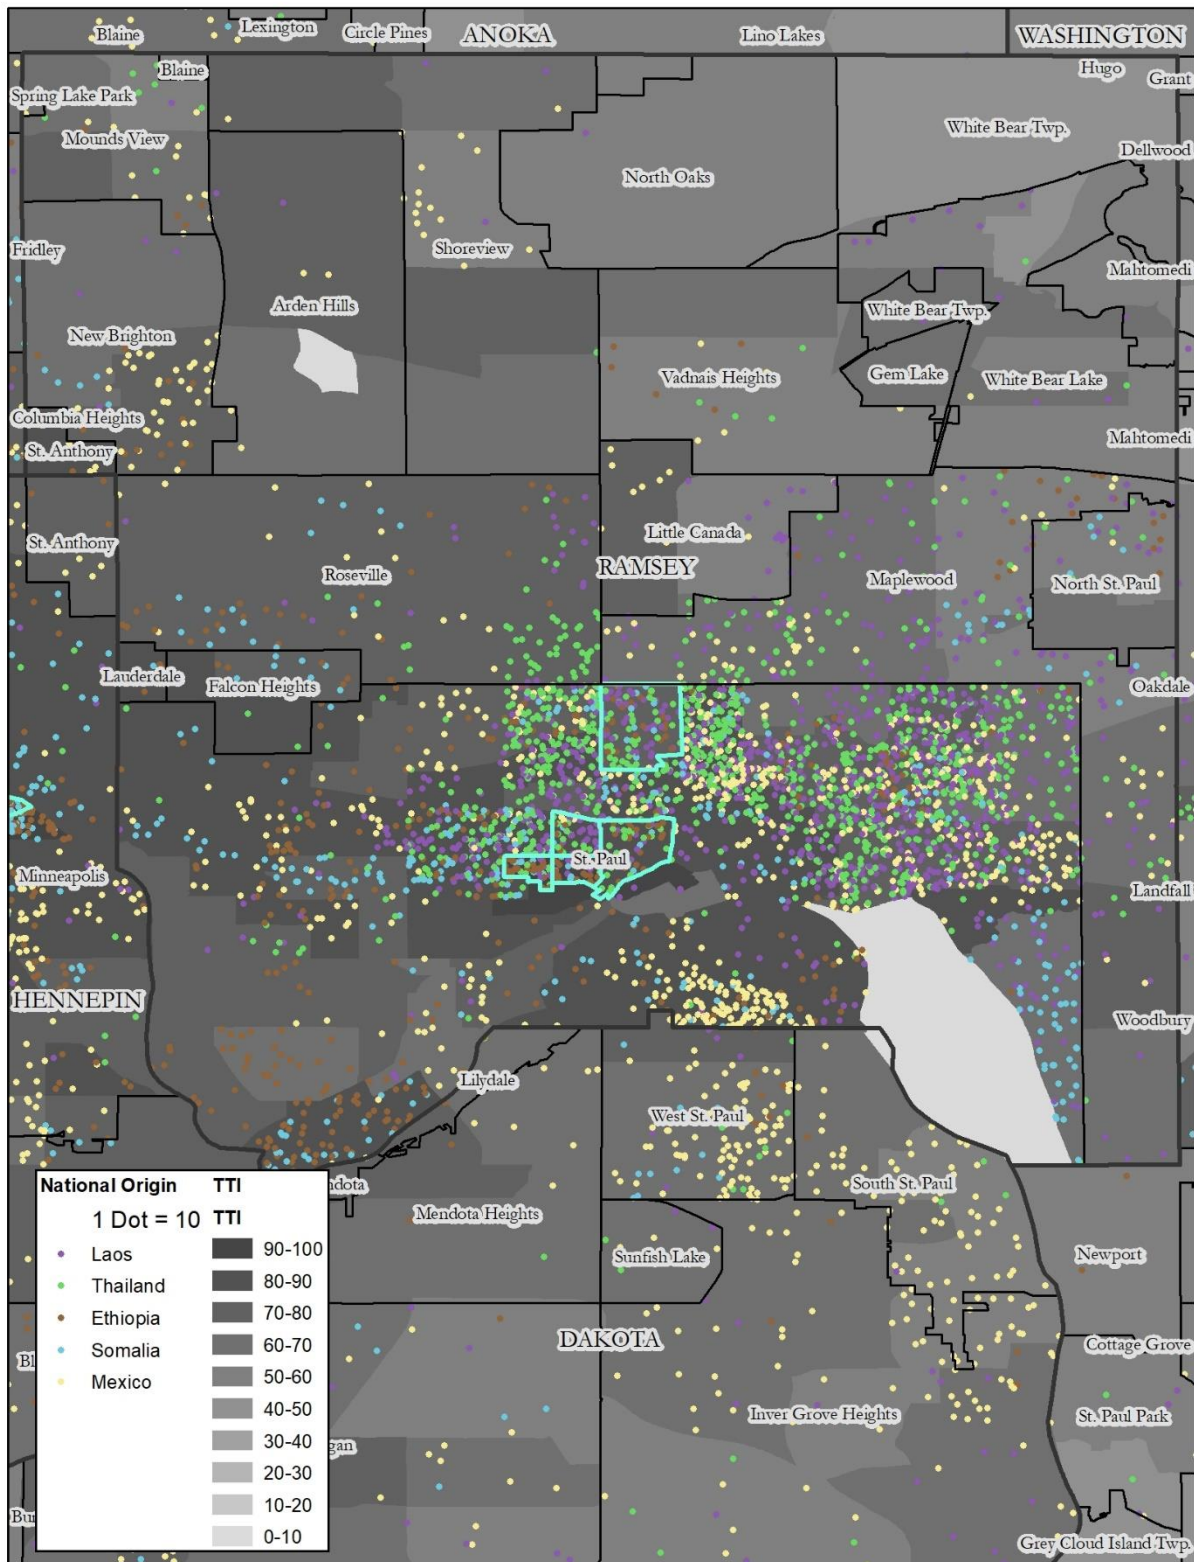 Blaine
Lexington
Circle Pines
ANOKA
Lino Lakes
WASHINGTON
Blaine
Hugo
Grant
Spring Lake Park
Mounds View
White Bear Twp.
Dellwood
North Oaks
Fridley
Shoreview
Mahtomedi
Arden Hills
White Bear Twp.
New Brighton
Vadnais Heights
Gem Lake
White Bear Lake
Columbia Heights
St. Anthony
Mahtomedi
St. Anthony
Little Canada
Roseville
RAMSEY
Maplewood
North St. Paul
Lauderdale
Falcon Heights
Oakdale
St. Paul
Minneapolis
Landfall
HENNEPIN
Woodbury
Lilydale
West St. Paul
South St. Paul
ndota
Mendota Heights
Sunfish Lake
Newport
DAKOTA
Cottage Grove
Bl
Inver Grove Heights
St. Paul Park
gan
Bu
Grey Cloud Island Twp.
National Origin TTI
1 Dot = 10 TTI
Laos
Thailand
Ethiopia
Somalia
Mexico
90-100
80-90
70-80
60-70
50-60
40-50
30-40
20-30
10-20
0-10